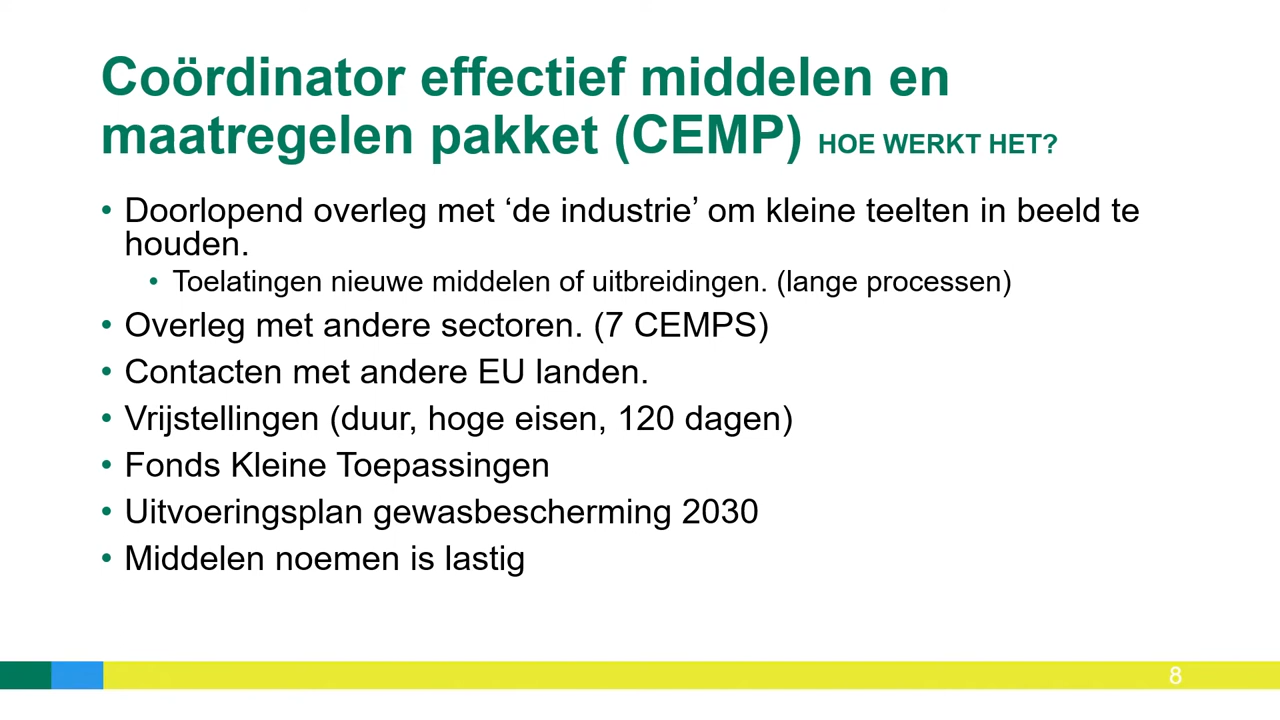 Coördinator effectief middelen en
maatregelen pakket (CEMP) HOE WERKT HET?
• Doorlopend overleg met ‘de industrie’ om kleine teelten in beeld te
houden.
• Toelatingen nieuwe middelen of uitbreidingen. (lange processen)
• Overleg met andere sectoren. (7 CEMPS)
• Contacten met andere EU landen.
• Vrijstellingen (duur, hoge eisen, 120 dagen)
• Fonds Kleine Toepassingen
• Uitvoeringsplan gewasbescherming 2030
• Middelen noemen is lastig
8